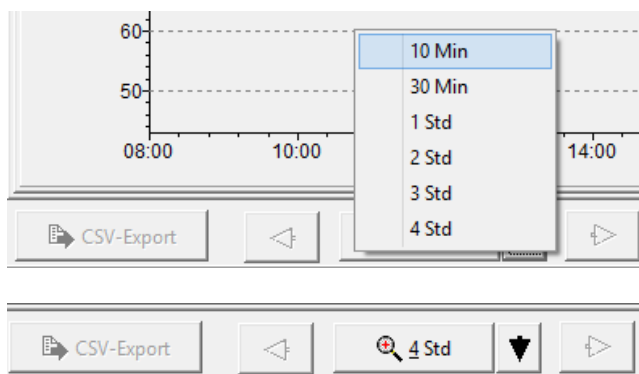 60
10 Min
30 Min
50
1 Std
08:00 10:00 2 Std 14:00
3 Std
CSV-Export 4 Std
CSV-Export 4 Std